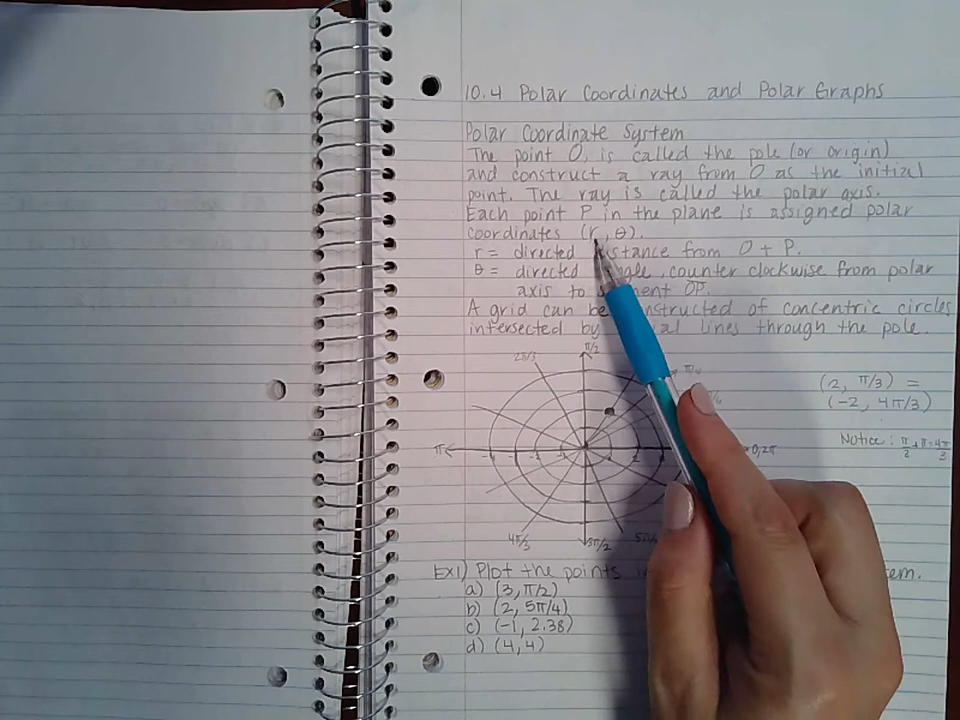 10.4 Polar Coordinates and Polar Graphs
Polar Coordinate System
The point O, is called the pole (or origin)
and construct a ray from O as the initial
point. The ray is called the polar axis.
Each point P in the plane is assigned polar
coordinates (r, θ).
r = directed distance from O + P.
θ = directed angle, counter clockwise from polar
axis to segment OP.
A grid can be constructed of concentric circles
intersected by lines through the pole.
2π/3 π/2
(2, π/3) =
(-2, 4π/3)
Notice: π/2 + π = 4π/3
π 0,2π
4π/3 3π/2
Ex1) Plot the points
a) (3, π/2)
b) (2, 5π/4)
c) (-1, 2.38)
d) (4, 4)